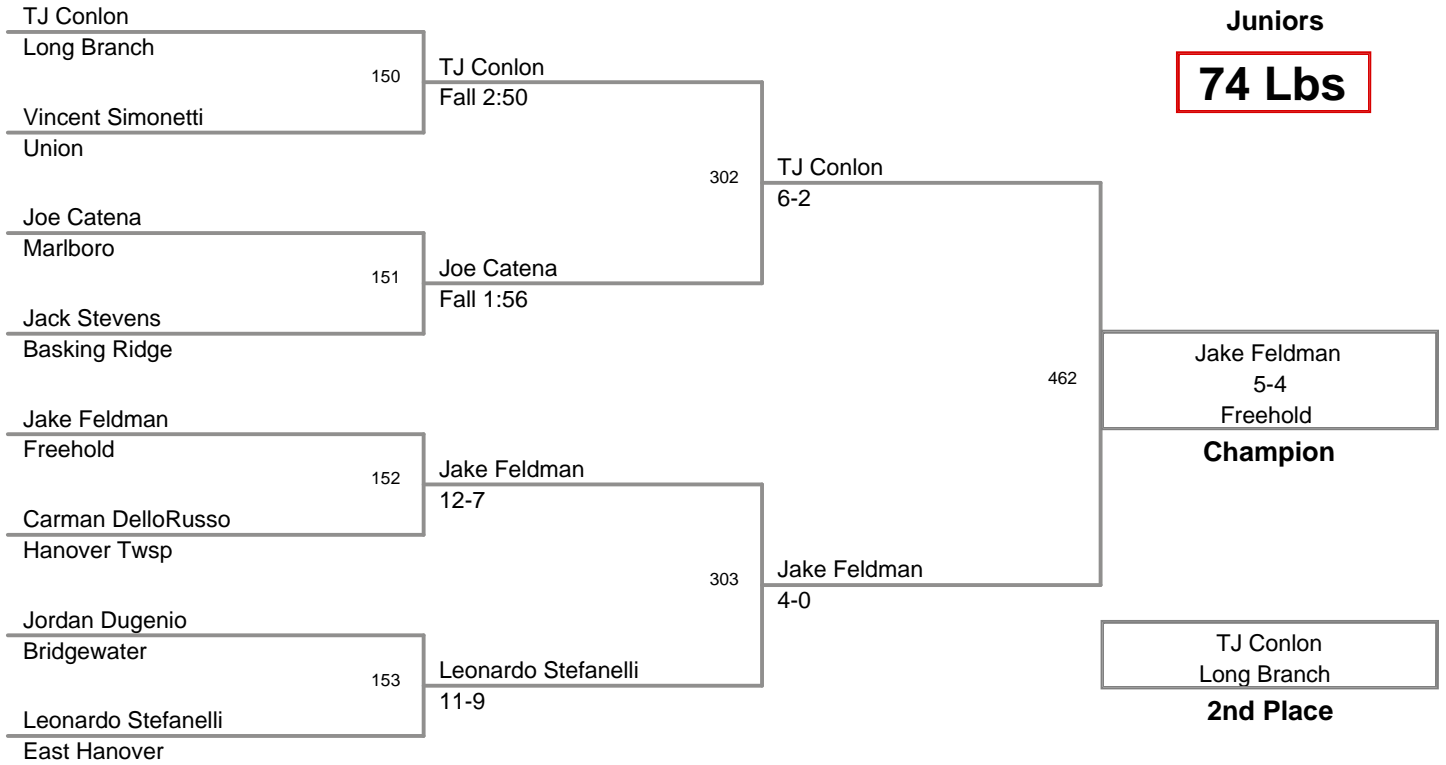 TJ Conlon
Long Branch
150
Vincent Simonetti
Union
TJ Conlon
Fall 2:50
Joe Catena
Marlboro
151
Jack Stevens
Basking Ridge
Joe Catena
Fall 1:56
302
TJ Conlon
6-2
Jake Feldman
Freehold
152
Carman DelloRusso
Hanover Twsp
Jake Feldman
12-7
Jordan Dugenio
Bridgewater
153
Leonardo Stefanelli
East Hanover
Leonardo Stefanelli
11-9
303
Jake Feldman
4-0
462
Juniors
74 Lbs
Jake Feldman
5-4
Freehold
Champion
TJ Conlon
Long Branch
2nd Place